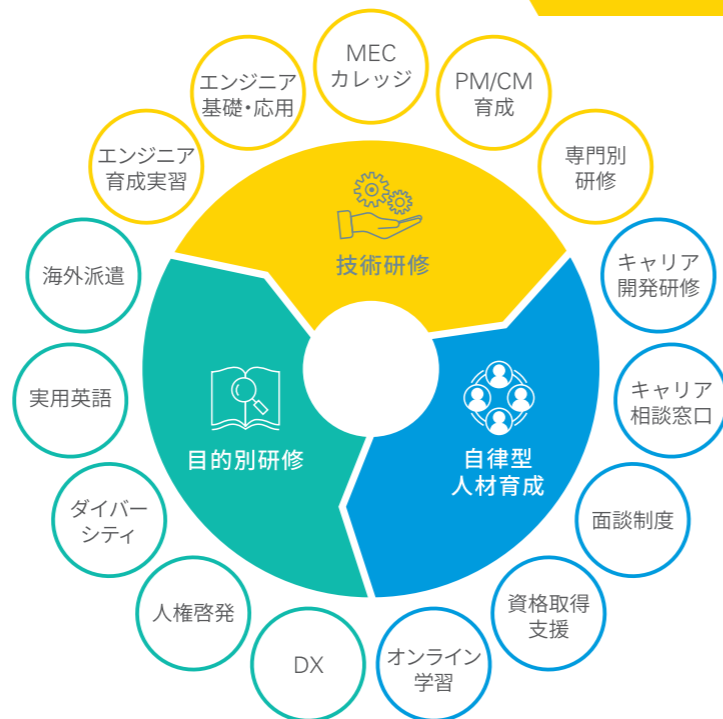 MEC
カレッジ
エンジニア
基礎・応用
PM/CM
育成
エンジニア
育成実習
専門別
研修
技術研修
海外派遣
キャリア
開発研修
実用英語
キャリア
相談窓口
目的別研修
自律型
人材育成
ダイバー
シティ
面談制度
人権啓発
資格取得
支援
DX
オンライン
学習